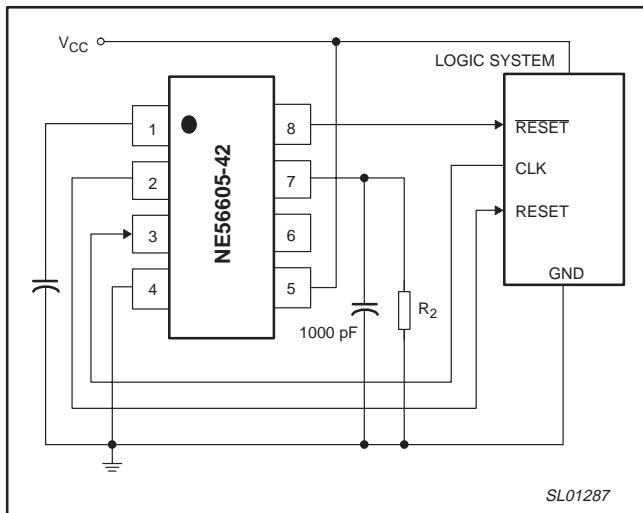 VCC
LOGIC SYSTEM
NE56605-42
1
2
3
4
8
7
6
5
RESET
CLK
RESET
GND
1000 pF
R2
SL01287